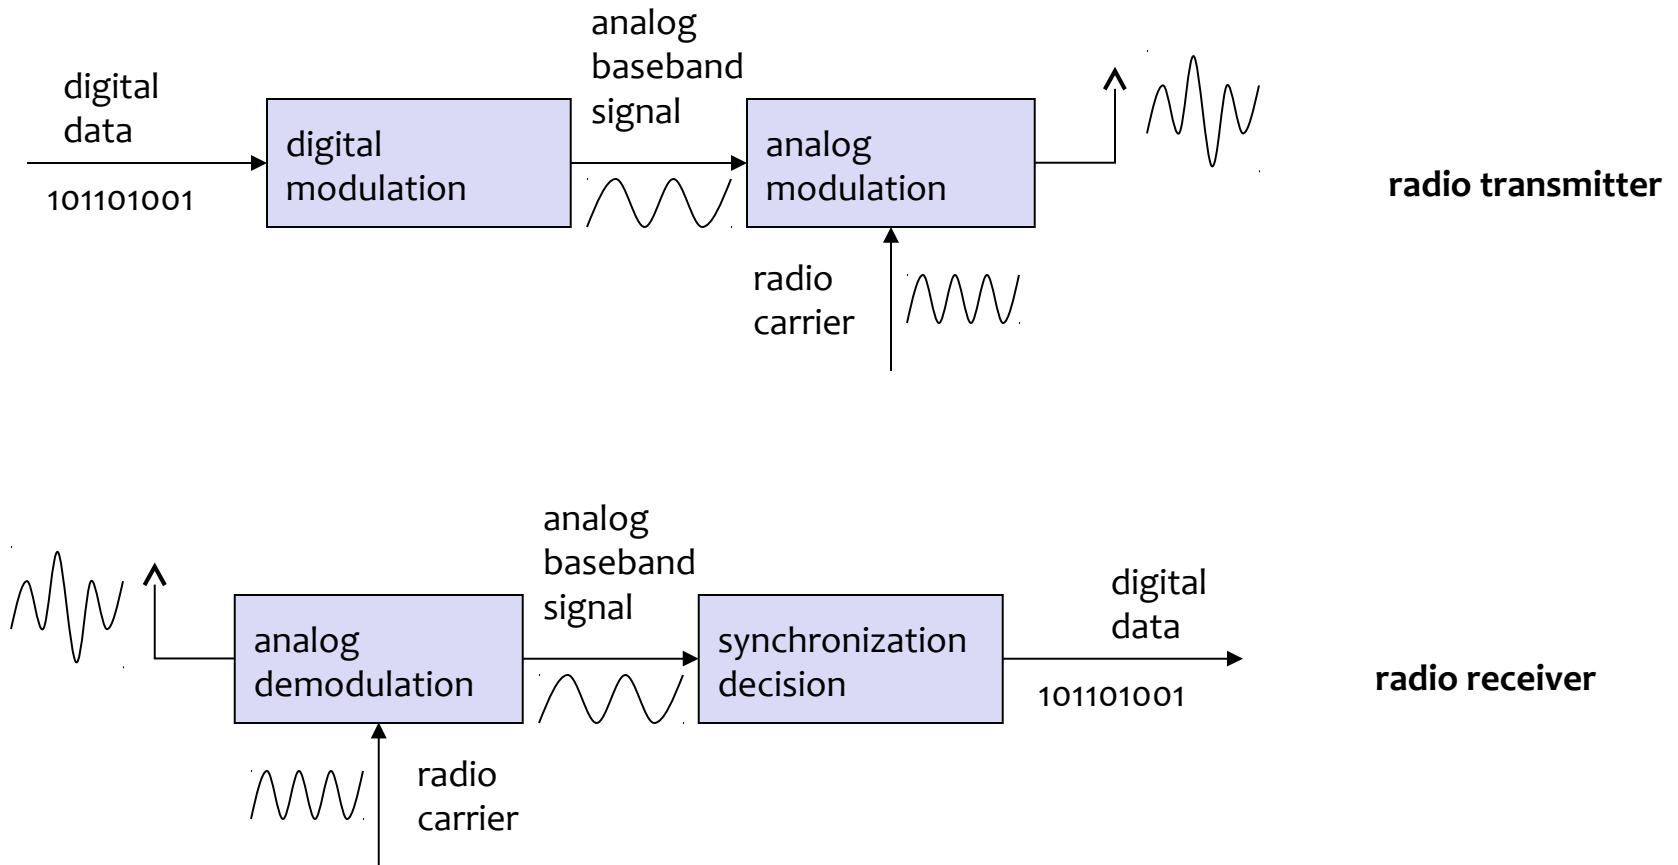 analog
baseband
signal
digital
data
101101001
digital
modulation
analog
modulation
radio
carrier
radio transmitter
analog
baseband
signal
analog
demodulation
synchronization
decision
digital
data
101101001
radio
carrier
radio receiver